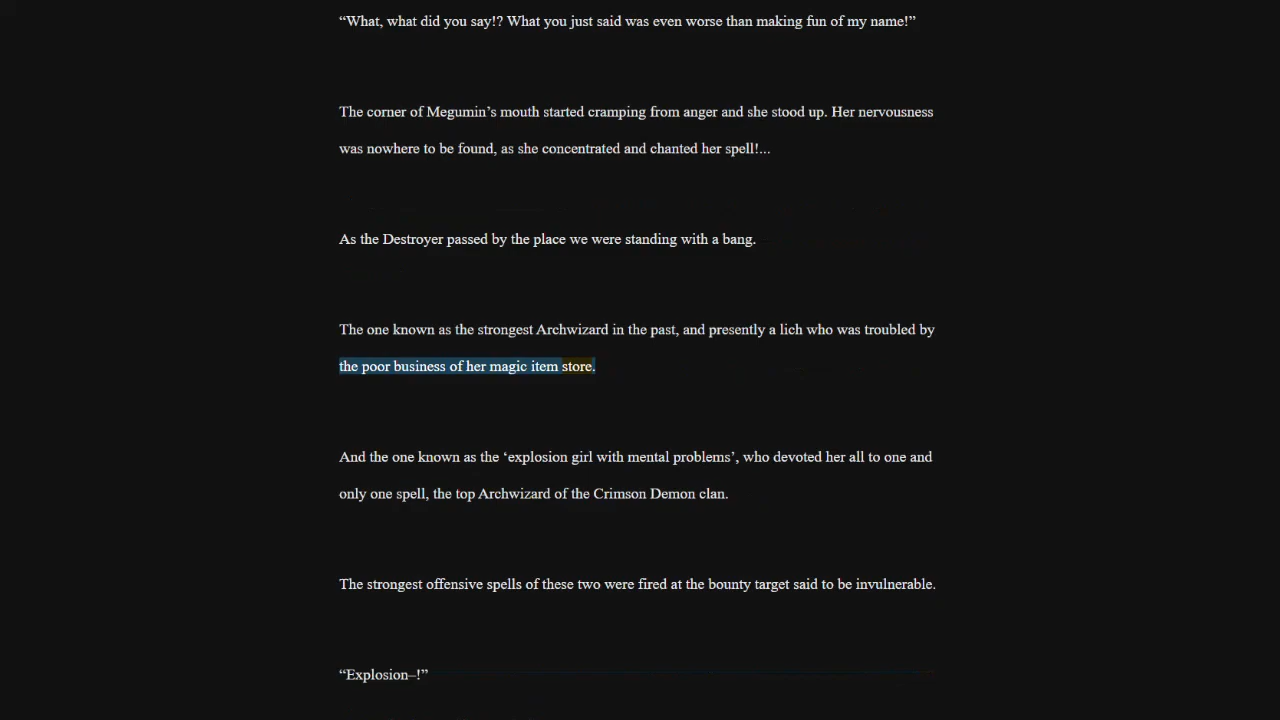 “What, what did you say!? What you just said was even worse than making fun of my name!”
The corner of Megumin’s mouth started cramping from anger and she stood up. Her nervousness
was nowhere to be found, as she concentrated and chanted her spell!...
As the Destroyer passed by the place we were standing with a bang.
The one known as the strongest Archwizard in the past, and presently a lich who was troubled by
the poor business of her magic item store.
And the one known as the ‘explosion girl with mental problems’, who devoted her all to one and
only one spell, the top Archwizard of the Crimson Demon clan.
The strongest offensive spells of these two were fired at the bounty target said to be invulnerable.
“Explosion–!”